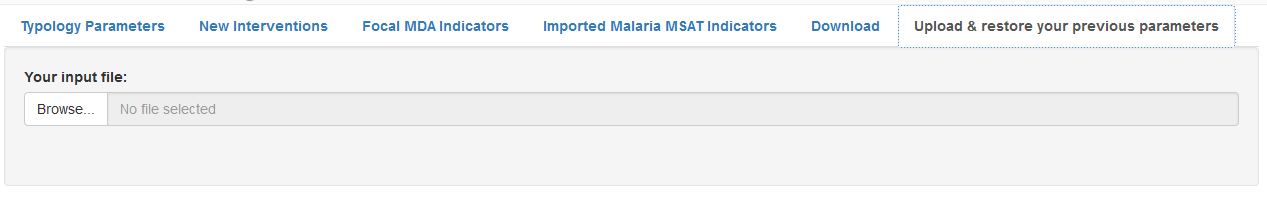 Typology Parameters New Interventions Focal MDA Indicators Imported Malaria MSAT Indicators Download Upload & restore your previous parameters
Your input file:
Browse... No file selected